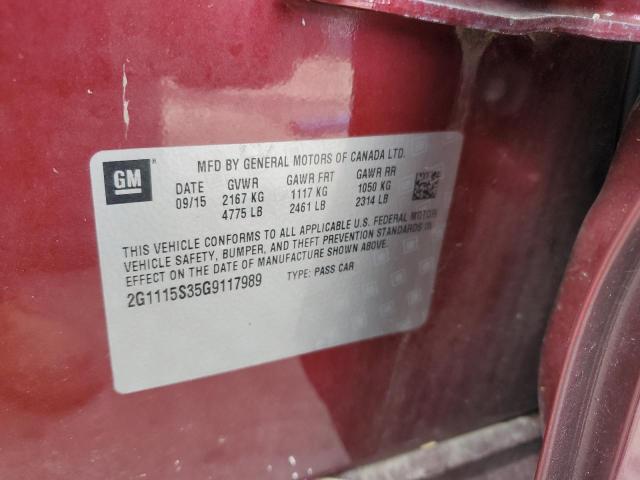 GM
MFD BY GENERAL MOTORS OF CANADA LTD.
DATE GVWR GAWR FRT GAWR RR
09/15 2167 KG 1117 KG 1050 KG
4775 LB 2461 LB 2314 LB
THIS VEHICLE CONFORMS TO ALL APPLICABLE U.S. FEDERAL MOTOR
VEHICLE SAFETY, BUMPER, AND THEFT PREVENTION STANDARDS IN
EFFECT ON THE DATE OF MANUFACTURE SHOWN ABOVE.
2G1115S35G9117989 TYPE: PASS CAR